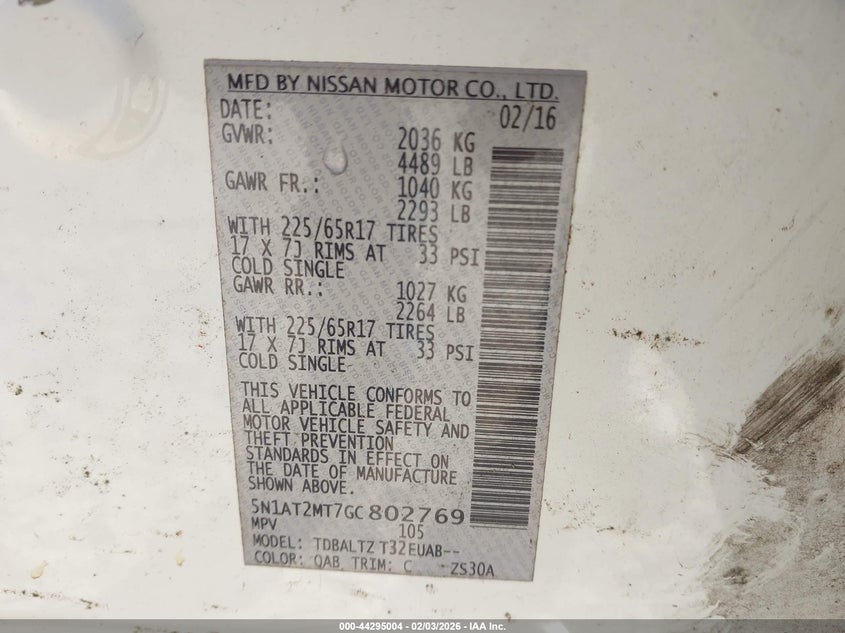 MFD BY NISSAN MOTOR CO., LTD.
DATE: 02/16
GVWR: 2036 KG
4489 LB
GAWR FR.: 1040 KG
2293 LB
WITH 225/65R17 TIRES
17 X 7J RIMS AT 33 PSI
COLD SINGLE
GAWR RR.: 1027 KG
2264 LB
WITH 225/65R17 TIRES
17 X 7J RIMS AT 33 PSI
COLD SINGLE
THIS VEHICLE CONFORMS TO
ALL APPLICABLE FEDERAL
MOTOR VEHICLE SAFETY AND
THEFT PREVENTION
STANDARDS IN EFFECT ON
THE DATE OF MANUFACTURE
SHOWN ABOVE.
5N1AT2MT7GC802769
MPV 105
MODEL: TDBALTZ T32EUAB--
COLOR: QAB TRIM: C ZS30A
000-44295004 | 02/03/2026 - IAA Inc.